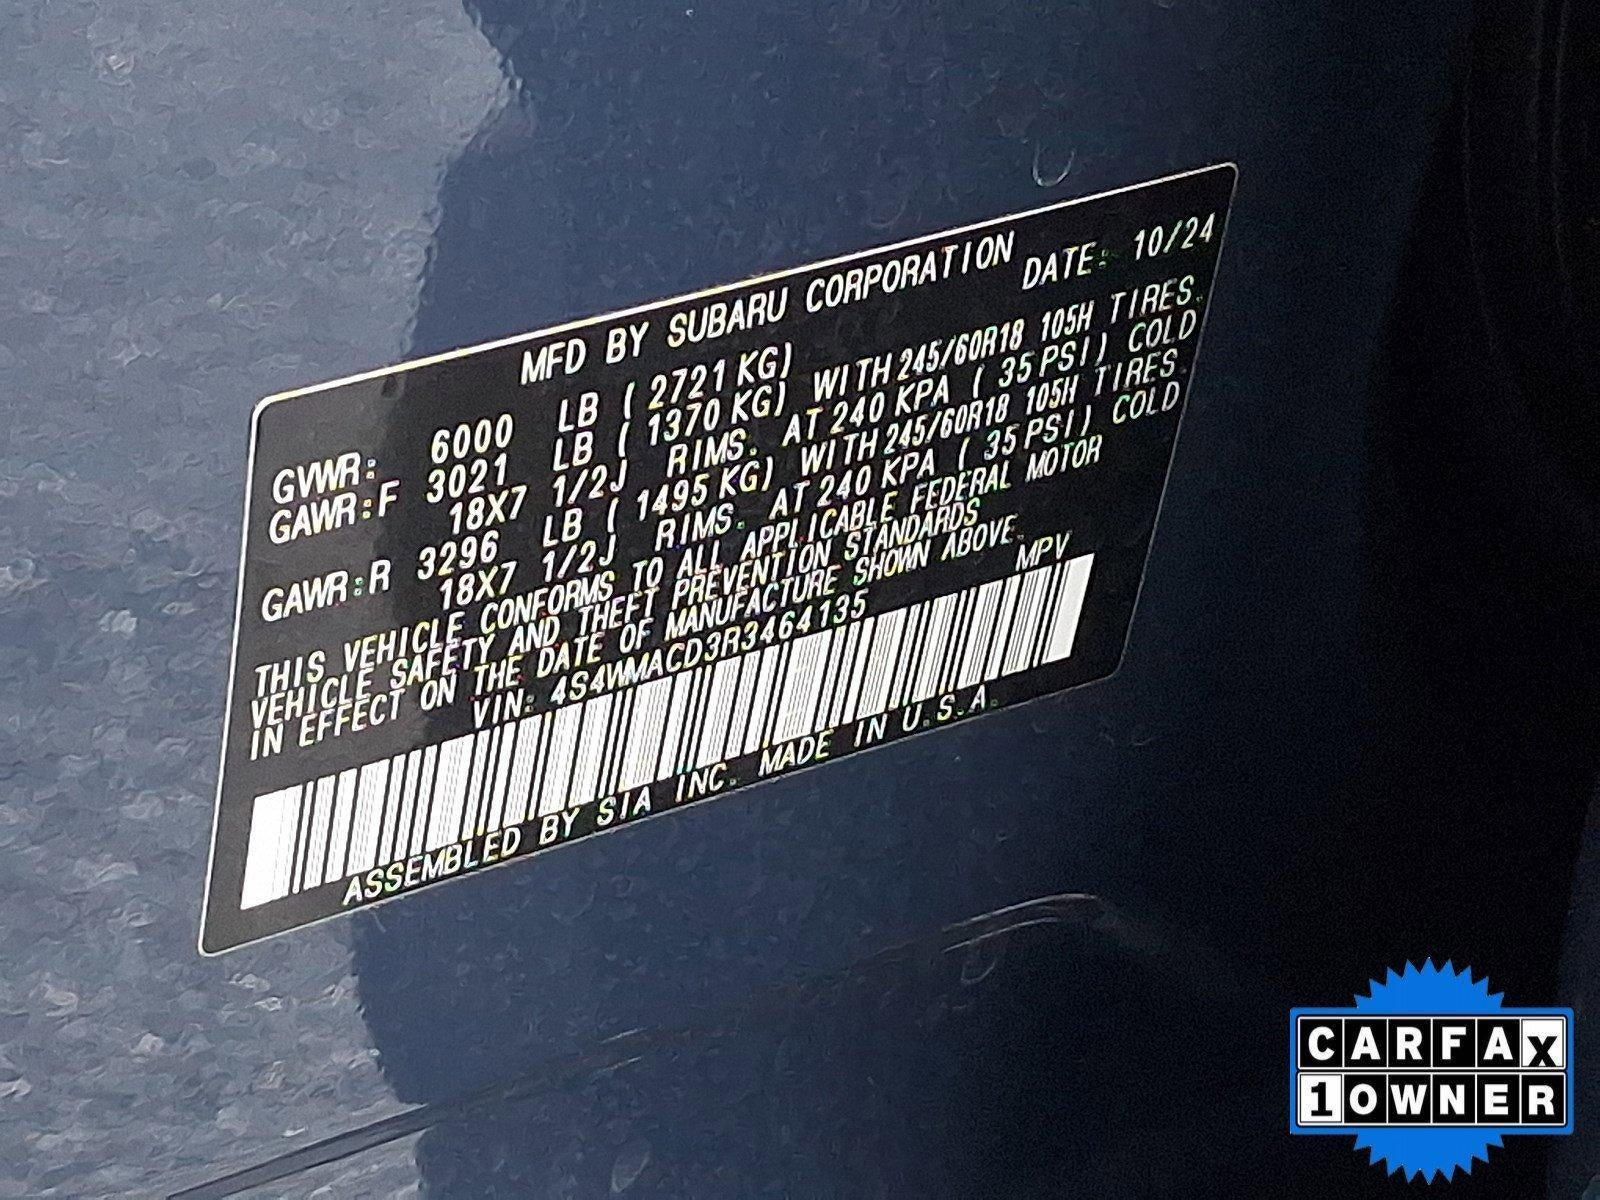 MFD BY SUBARU CORPORATION
DATE: 10/24
GVWR: 6000 LB ( 2721 KG)
GAWR:F 3021 LB ( 1370 KG) WITH 245/60R18 105H TIRES.
18X7 1/2J RIMS. AT 240 KPA ( 35 PSI) COLD
GAWR:R 3296 LB ( 1495 KG) WITH 245/60R18 105H TIRES.
18X7 1/2J RIMS. AT 240 KPA ( 35 PSI) COLD
THIS VEHICLE CONFORMS TO ALL APPLICABLE FEDERAL MOTOR
VEHICLE SAFETY AND THEFT PREVENTION STANDARDS
IN EFFECT ON THE DATE OF MANUFACTURE SHOWN ABOVE.
VIN: 4S4WMACD3R3464135 MPV
ASSEMBLED BY SIA INC. MADE IN U.S.A.
CARFAX
1 OWNER